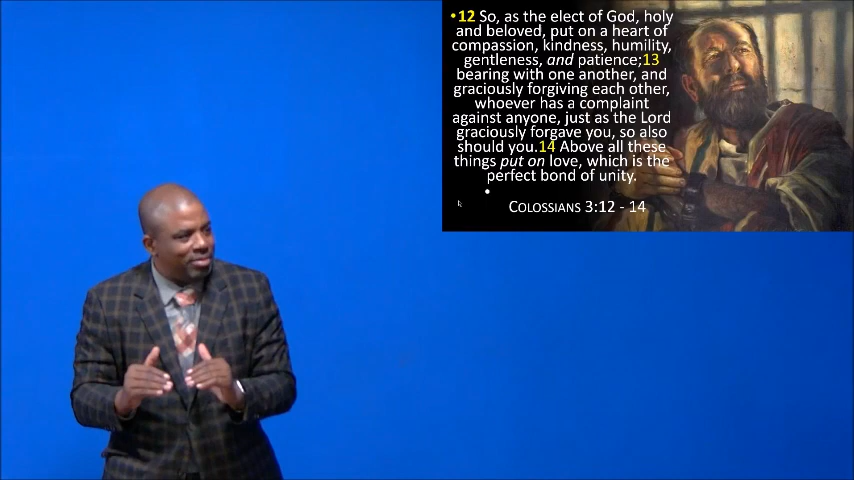 •12 So, as the elect of God, holy
and beloved, put on a heart of
compassion, kindness, humility,
gentleness, and patience;13
bearing with one another, and
graciously forgiving each other,
whoever has a complaint
against anyone, just as the Lord
graciously forgave you, so also
should you.14 Above all these
things put on love, which is the
perfect bond of unity.
•
Colossians 3:12 - 14